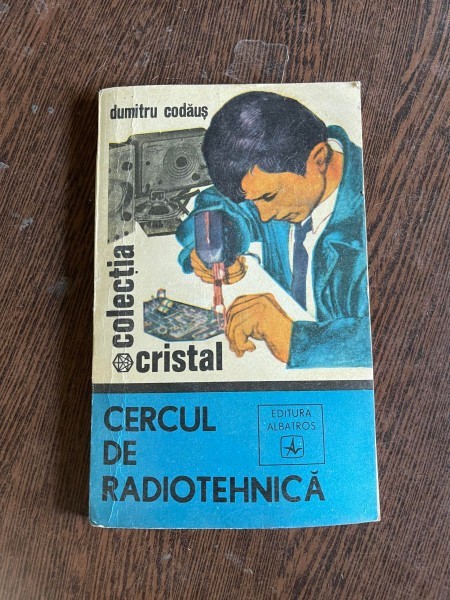 dumitru codăuș
colecția
cristal
CERCUL
DE
RADIOTEHNICĂ
EDITURA
ALBATROS